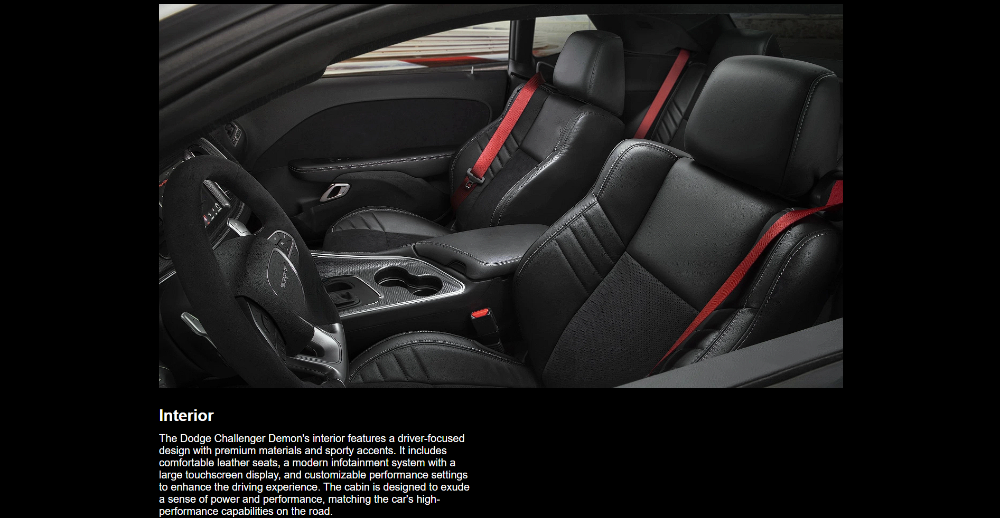 SRT
Interior
The Dodge Challenger Demon's interior features a driver-focused
design with premium materials and sporty accents. It includes
comfortable leather seats, a modern infotainment system with a
large touchscreen display, and customizable performance settings
to enhance the driving experience. The cabin is designed to exude
a sense of power and performance, matching the car's high-
performance capabilities on the road.